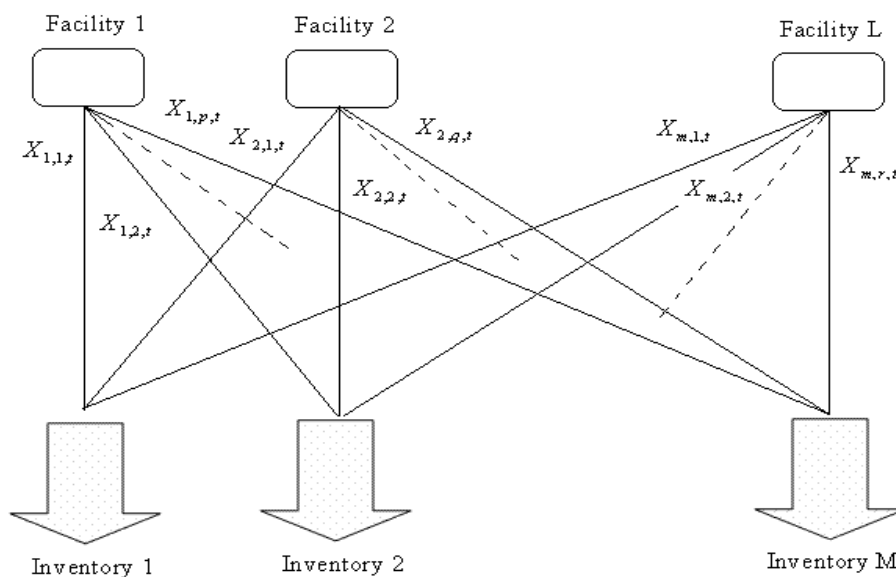 Facility 1
Facility 2
Facility L
X1,p,t
X2,1,t
X2,q,t
Xm,1,t
X1,1,t
X2,2,t
Xm,2,t
Xm,r,t
X1,2,t
Inventory 1
Inventory 2
Inventory M